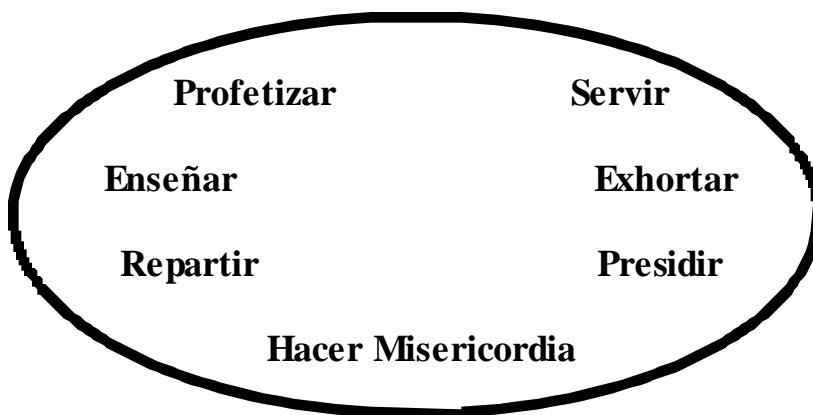 Profetizar Servir
Enseñar Exhortar
Repartir Presidir
Hacer Misericordia